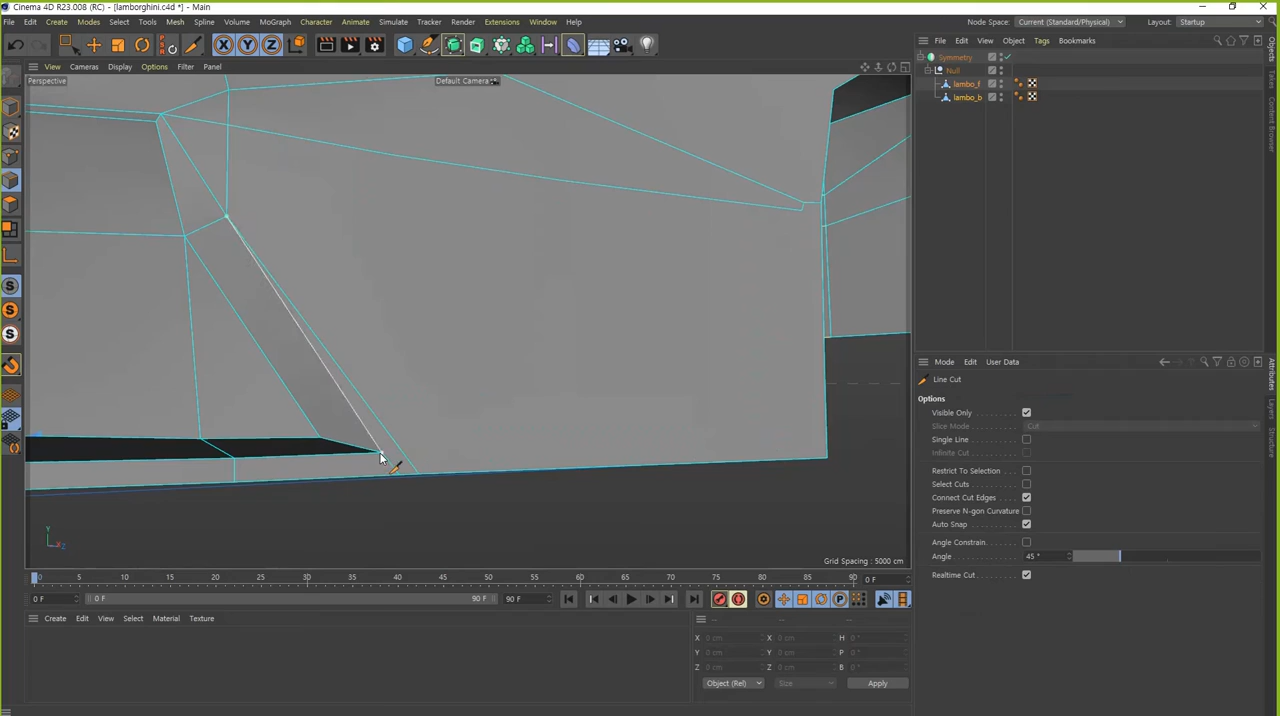 Cinema 4D R23.008 (RC) - [lamborghini.c4d *] - Main
File Edit Create Modes Select Tools Mesh Spline Volume MoGraph Character Animate Simulate Tracker Render Extensions Window Help
Node Space: Current (Standard/Physical) Layout: Startup
X Y Z
File Edit View Object Tags Bookmarks
View Cameras Display Options Filter Panel
Perspective
Default Camera
Symmetry
Null
lambo_f
lambo_b
Objects
Takes
Content Browser
Mode Edit User Data
Attributes
Layers
Structure
Line Cut
Options
Visible Only
Slice Mode Cut
Single Line
Infinite Cut
Restrict To Selection
Select Cuts
Connect Cut Edges
Preserve N-gon Curvature
Auto Snap
Angle Constrain
Angle 45 °
Realtime Cut
S
S
S
Y
X Z
Grid Spacing : 5000 cm
0 5 10 15 20 25 30 35 40 45 50 55 60 65 70 75 80 85 90 0 F
0 F 0 F 90 F 90 F
P
Create Edit View Select Material Texture
-- -- --
X 0 cm X 0 cm H 0 °
Y 0 cm Y 0 cm P 0 °
Z 0 cm Z 0 cm B 0 °
Object (Rel) Size Apply